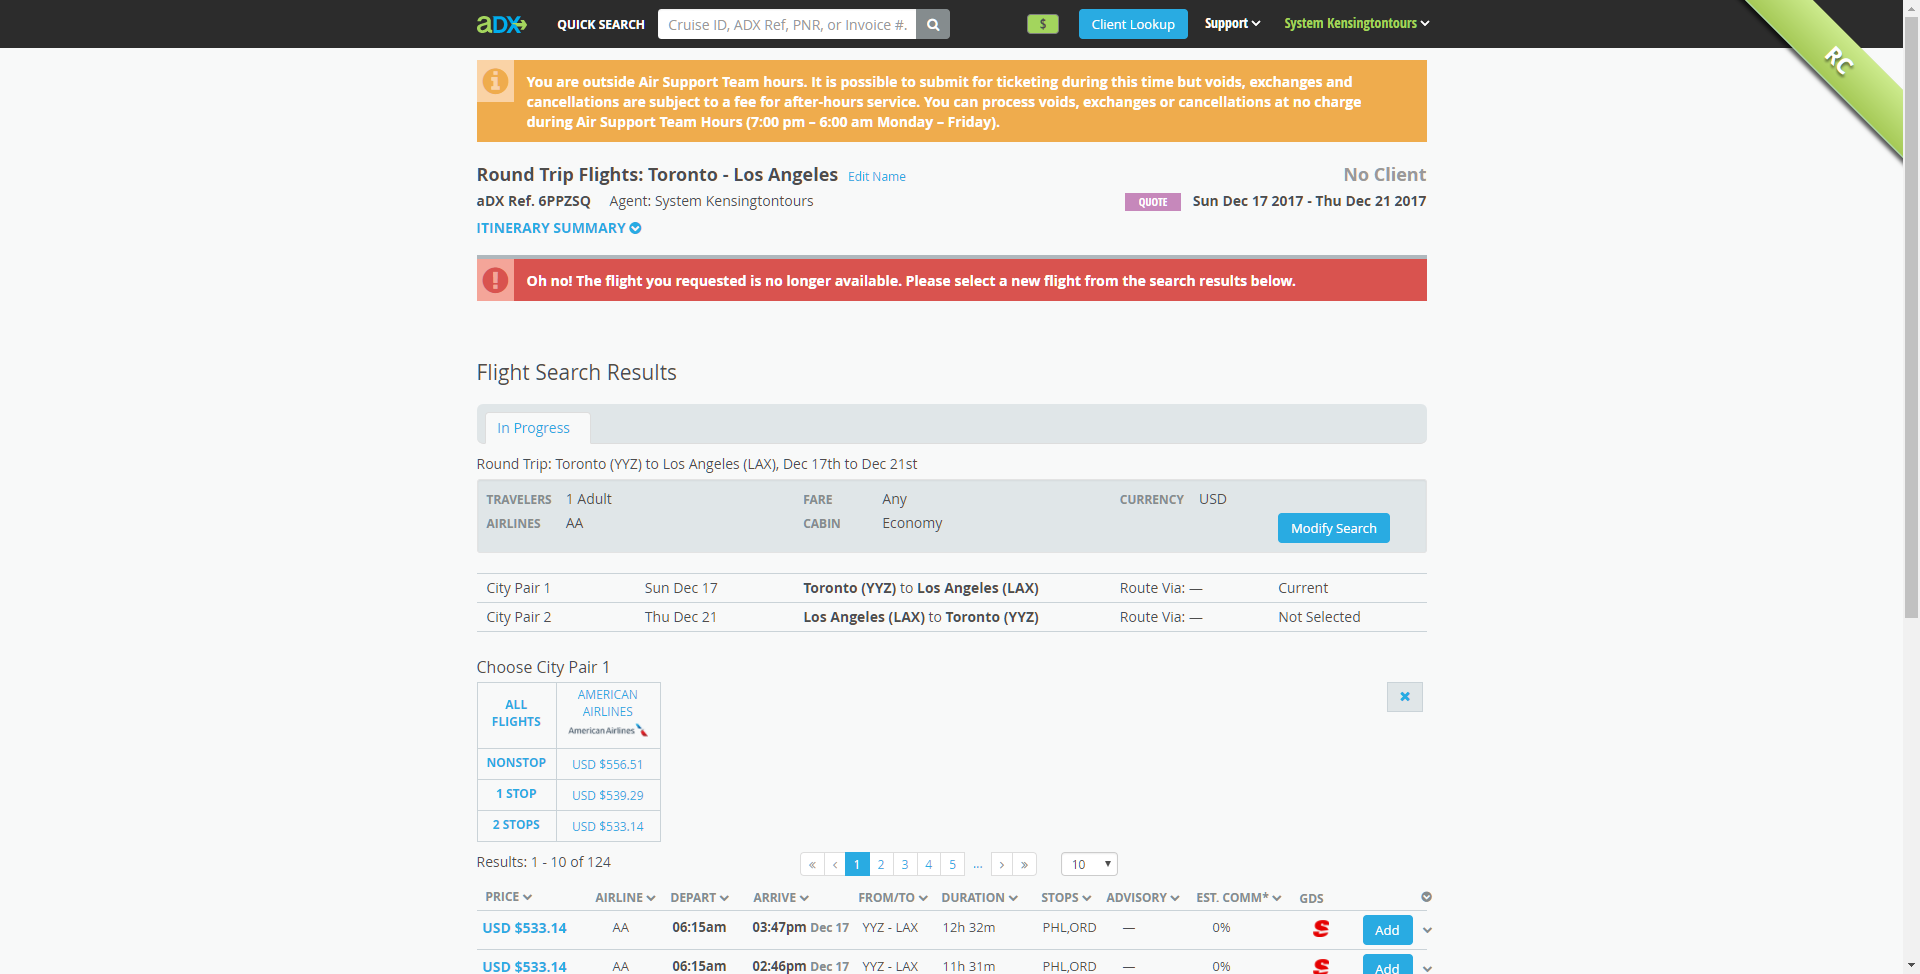 aDX QUICK SEARCH Cruise ID, ADX Ref, PNR, or Invoice #. $ Client Lookup Support System Kensingtontours
RC
You are outside Air Support Team hours. It is possible to submit for ticketing during this time but voids, exchanges and
cancellations are subject to a fee for after-hours service. You can process voids, exchanges or cancellations at no charge
during Air Support Team Hours (7:00 pm – 6:00 am Monday – Friday).
Round Trip Flights: Toronto - Los Angeles Edit Name No Client
aDX Ref. 6PPZSQ Agent: System Kensingtontours QUOTE Sun Dec 17 2017 - Thu Dec 21 2017
ITINERARY SUMMARY
Oh no! The flight you requested is no longer available. Please select a new flight from the search results below.
Flight Search Results
In Progress
Round Trip: Toronto (YYZ) to Los Angeles (LAX), Dec 17th to Dec 21st
TRAVELERS 1 Adult FARE Any CURRENCY USD
AIRLINES AA CABIN Economy
Modify Search
City Pair 1 Sun Dec 17 Toronto (YYZ) to Los Angeles (LAX) Route Via: — Current
City Pair 2 Thu Dec 21 Los Angeles (LAX) to Toronto (YYZ) Route Via: — Not Selected
Choose City Pair 1
ALL FLIGHTS AMERICAN AIRLINES
American Airlines
NONSTOP USD $556.51
1 STOP USD $539.29
2 STOPS USD $533.14
Results: 1 - 10 of 124 « ‹ 1 2 3 4 5 ... › » 10
PRICE AIRLINE DEPART ARRIVE FROM/TO DURATION STOPS ADVISORY EST. COMM* GDS
USD $533.14 AA 06:15am 03:47pm Dec 17 YYZ - LAX 12h 32m PHL,ORD — 0% Add
USD $533.14 AA 06:15am 02:46pm Dec 17 YYZ - LAX 11h 31m PHL,ORD — 0% Add